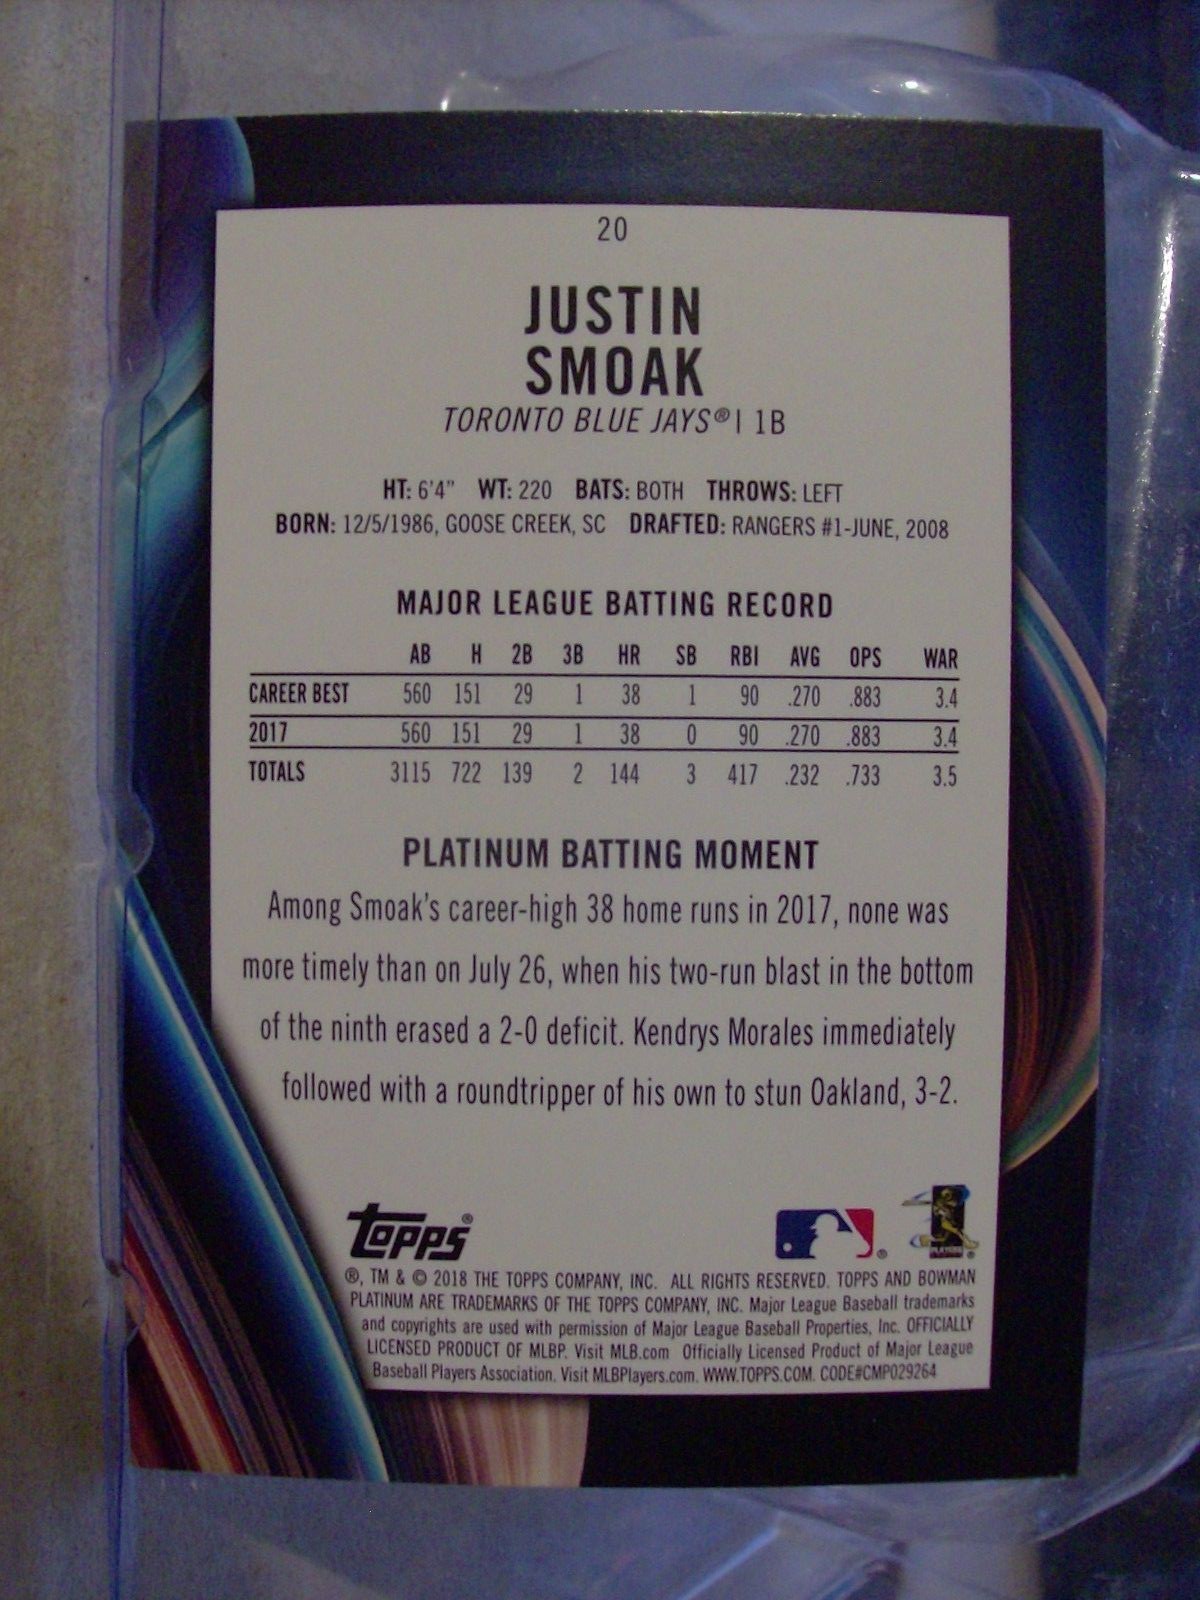 20
JUSTIN
SMOAK
TORONTO BLUE JAYS® | 1B
HT: 6'4" WT: 220 BATS: BOTH THROWS: LEFT
BORN: 12/5/1986, GOOSE CREEK, SC DRAFTED: RANGERS #1-JUNE, 2008
MAJOR LEAGUE BATTING RECORD
AB H 2B 3B HR SB RBI AVG OPS WAR
CAREER BEST 560 151 29 1 38 1 90 .270 .883 3.4
2017 560 151 29 1 38 0 90 .270 .883 3.4
TOTALS 3115 722 139 2 144 3 417 .232 .733 3.5
PLATINUM BATTING MOMENT
Among Smoak's career-high 38 home runs in 2017, none was
more timely than on July 26, when his two-run blast in the bottom
of the ninth erased a 2-0 deficit. Kendrys Morales immediately
followed with a roundtripper of his own to stun Oakland, 3-2.
topps® ® PLAYERS ®
®, TM & © 2018 THE TOPPS COMPANY, INC. ALL RIGHTS RESERVED. TOPPS AND BOWMAN
PLATINUM ARE TRADEMARKS OF THE TOPPS COMPANY, INC. Major League Baseball trademarks
and copyrights are used with permission of Major League Baseball Properties, Inc. OFFICIALLY
LICENSED PRODUCT OF MLBP. Visit MLB.com Officially Licensed Product of Major League
Baseball Players Association. Visit MLBPlayers.com. WWW.TOPPS.COM. CODE#CMP029264